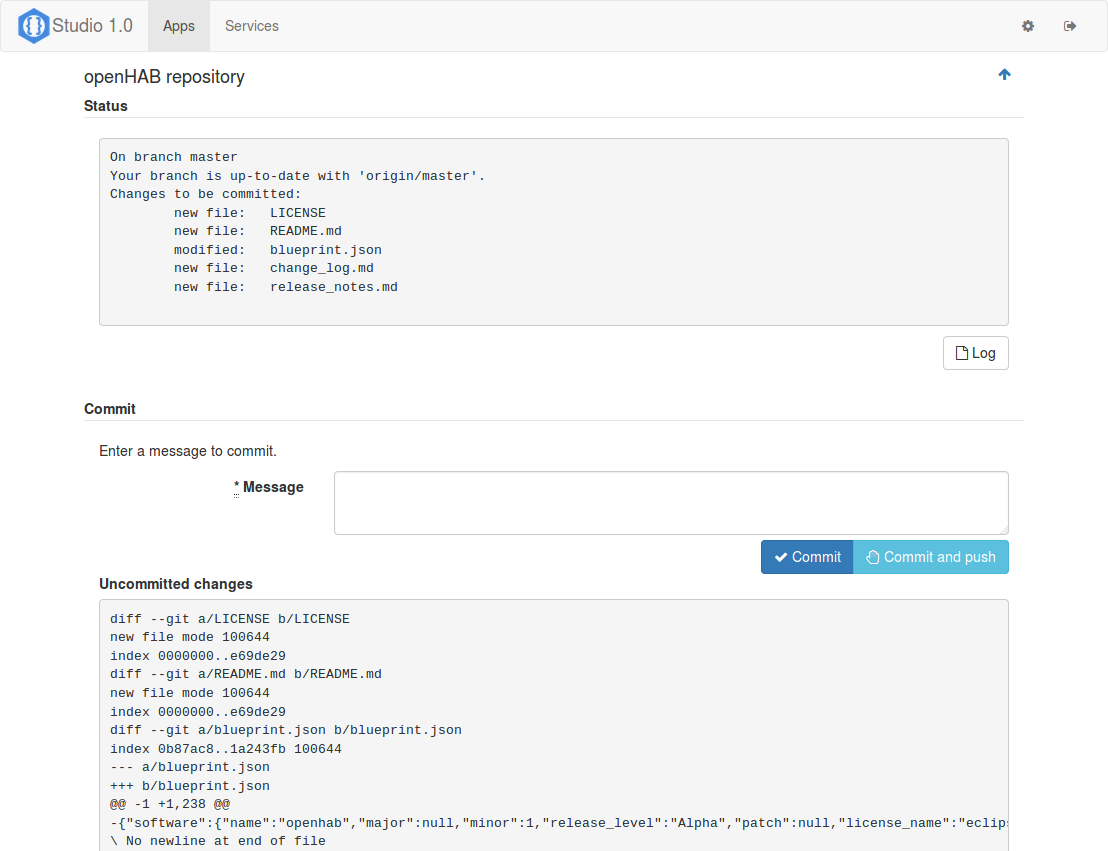 Studio 1.0 Apps Services
openHAB repository
Status
On branch master
Your branch is up-to-date with 'origin/master'.
Changes to be committed:
        new file:   LICENSE
        new file:   README.md
        modified:   blueprint.json
        new file:   change_log.md
        new file:   release_notes.md
Log
Commit
Enter a message to commit.
* Message
Commit Commit and push
Uncommitted changes
diff --git a/LICENSE b/LICENSE
new file mode 100644
index 0000000..e69de29
diff --git a/README.md b/README.md
new file mode 100644
index 0000000..e69de29
diff --git a/blueprint.json b/blueprint.json
index 0b87ac8..1a243fb 100644
--- a/blueprint.json
+++ b/blueprint.json
@@ -1 +1,238 @@
-{"software":{"name":"openhab","major":null,"minor":1,"release_level":"Alpha","patch":null,"license_name":"eclips
\ No newline at end of file